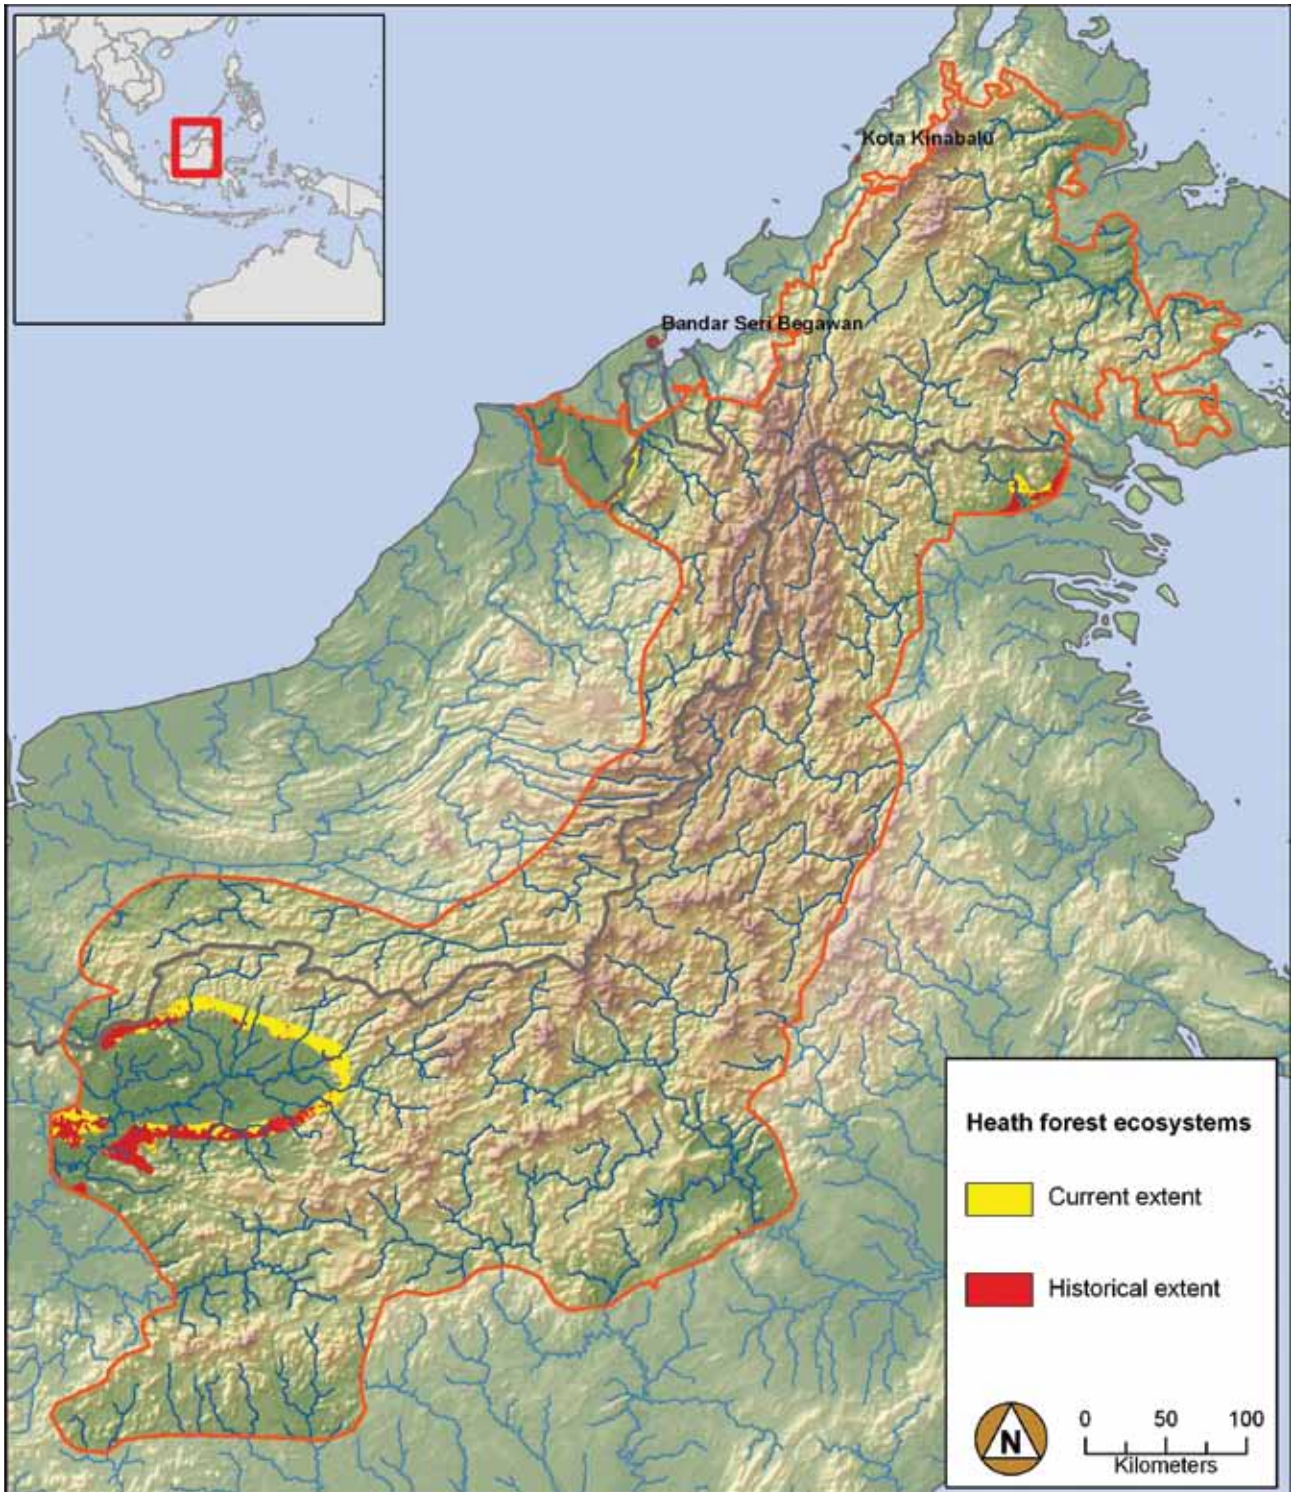 Kota Kinabalu
Bandar Seri Begawan
Heath forest ecosystems
Current extent
Historical extent
N
0 50 100
Kilometers